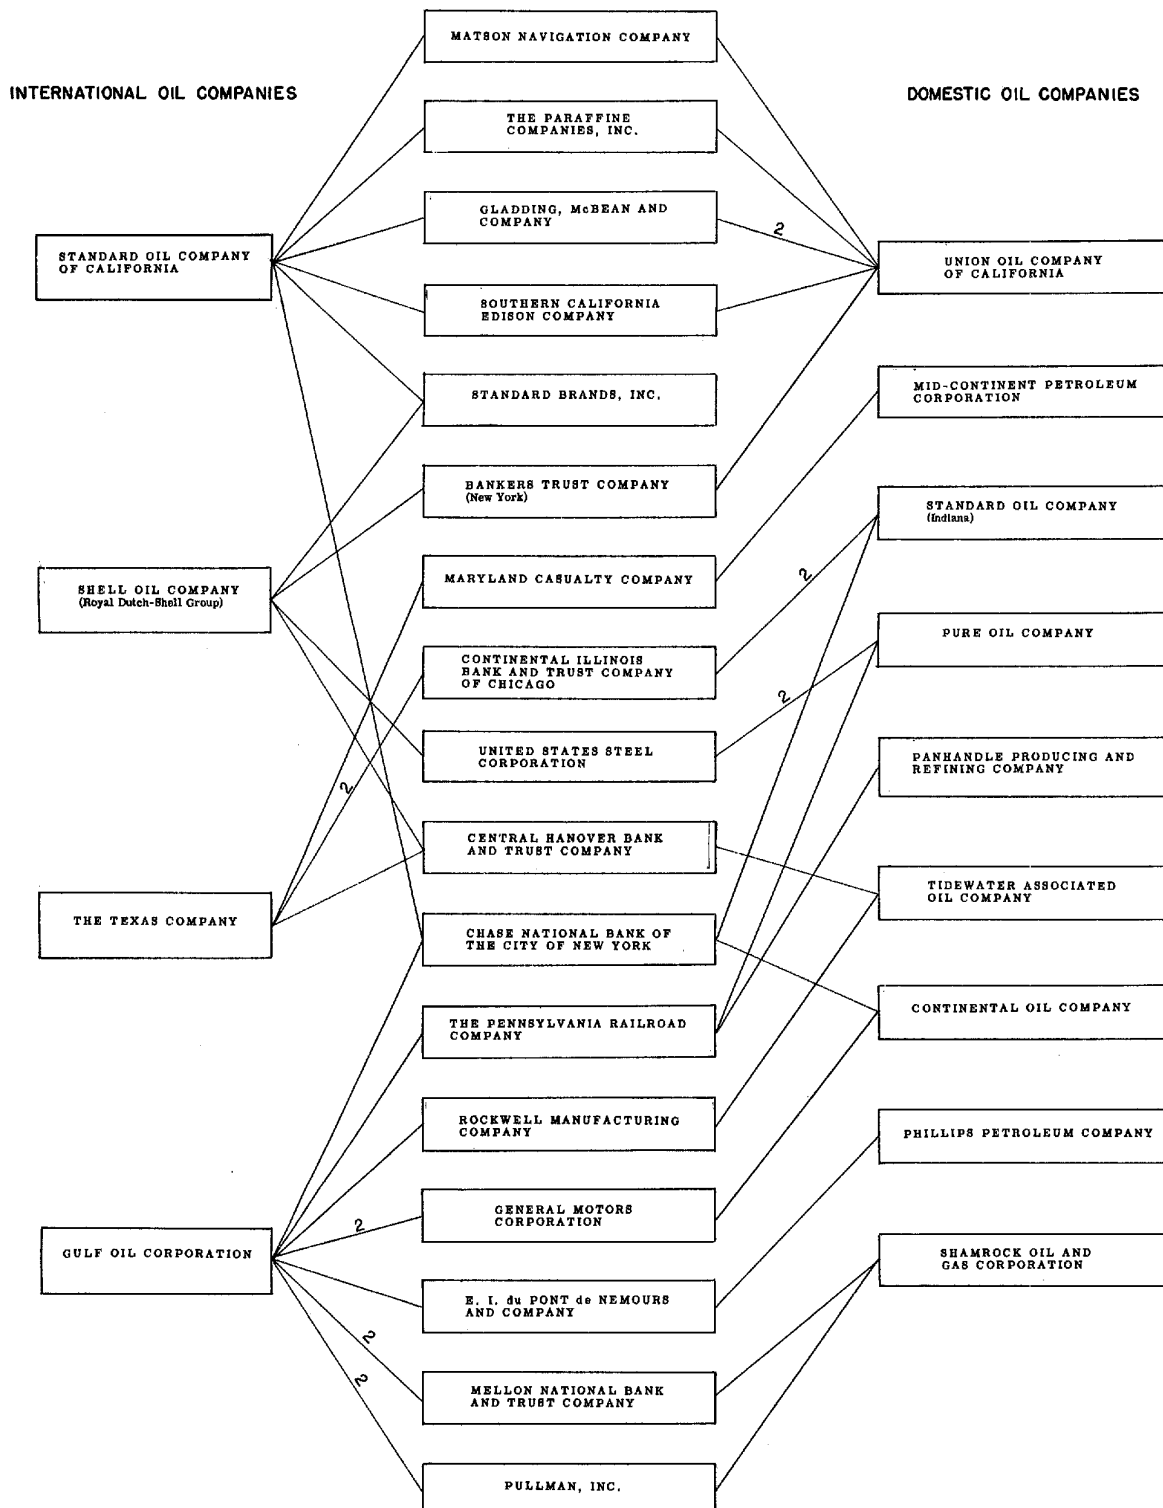 INTERNATIONAL OIL COMPANIES
STANDARD OIL COMPANY
OF CALIFORNIA
SHELL OIL COMPANY
(Royal Dutch-Shell Group)
THE TEXAS COMPANY
GULF OIL CORPORATION
MATSON NAVIGATION COMPANY
THE PARAFFINE
COMPANIES, INC.
GLADDING, McBEAN AND
COMPANY
SOUTHERN CALIFORNIA
EDISON COMPANY
STANDARD BRANDS, INC.
BANKERS TRUST COMPANY
(New York)
MARYLAND CASUALTY COMPANY
CONTINENTAL ILLINOIS
BANK AND TRUST COMPANY
OF CHICAGO
UNITED STATES STEEL
CORPORATION
CENTRAL HANOVER BANK
AND TRUST COMPANY
CHASE NATIONAL BANK OF
THE CITY OF NEW YORK
THE PENNSYLVANIA RAILROAD
COMPANY
ROCKWELL MANUFACTURING
COMPANY
GENERAL MOTORS
CORPORATION
E. I. du PONT de NEMOURS
AND COMPANY
MELLON NATIONAL BANK
AND TRUST COMPANY
PULLMAN, INC.
2
2
2
2
2
2
2
DOMESTIC OIL COMPANIES
UNION OIL COMPANY
OF CALIFORNIA
MID-CONTINENT PETROLEUM
CORPORATION
STANDARD OIL COMPANY
(Indiana)
PURE OIL COMPANY
PANHANDLE PRODUCING AND
REFINING COMPANY
TIDEWATER ASSOCIATED
OIL COMPANY
CONTINENTAL OIL COMPANY
PHILLIPS PETROLEUM COMPANY
SHAMROCK OIL AND
GAS CORPORATION